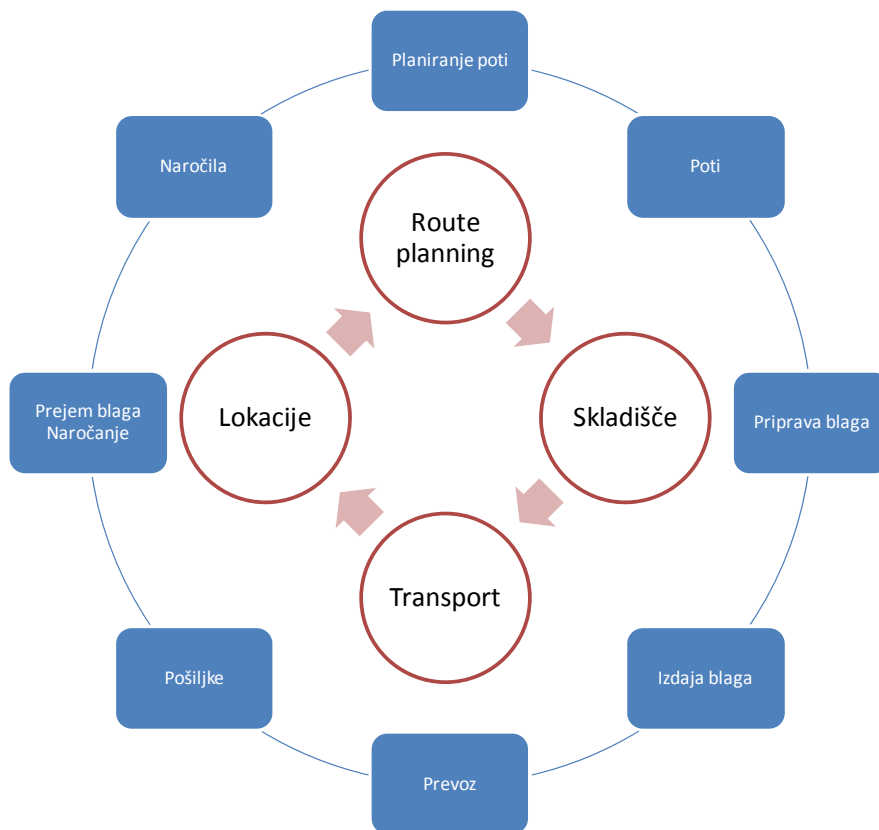 Planiranje poti
Naročila
Poti
Route
planning
Prejem blaga
Naročanje
Lokacije
Skladišče
Priprava blaga
Transport
Pošiljke
Izdaja blaga
Prevoz